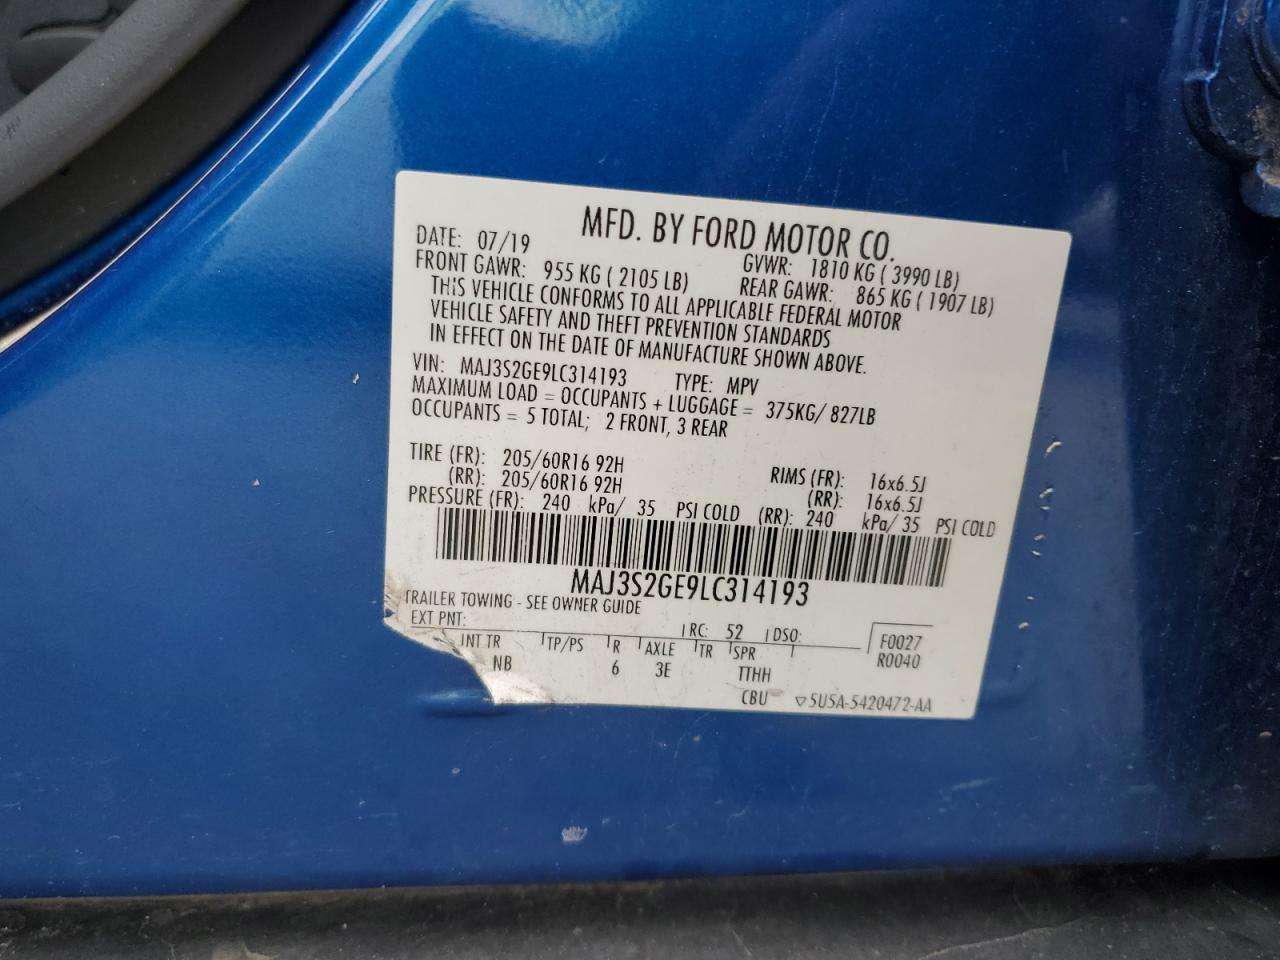 MFD. BY FORD MOTOR CO.
DATE: 07/19 GVWR: 1810 KG ( 3990 LB)
FRONT GAWR: 955 KG ( 2105 LB) REAR GAWR: 865 KG ( 1907 LB)
THIS VEHICLE CONFORMS TO ALL APPLICABLE FEDERAL MOTOR
VEHICLE SAFETY AND THEFT PREVENTION STANDARDS
IN EFFECT ON THE DATE OF MANUFACTURE SHOWN ABOVE.
VIN: MAJ3S2GE9LC314193 TYPE: MPV
MAXIMUM LOAD = OCCUPANTS + LUGGAGE = 375KG/ 827LB
OCCUPANTS = 5 TOTAL; 2 FRONT, 3 REAR
TIRE (FR): 205/60R16 92H RIMS (FR): 16x6.5J
(RR): 205/60R16 92H (RR): 16x6.5J
PRESSURE (FR): 240 kPa/ 35 PSI COLD (RR): 240 kPa/ 35 PSI COLD
MAJ3S2GE9LC314193
TRAILER TOWING - SEE OWNER GUIDE
EXT PNT: RC: 52 DSO: F0027
INT TR TP/PS R AXLE TR SPR R0040
NB 6 3E TTHH
CBU ▽5U5A-5420472-AA